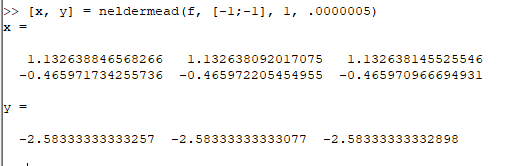 >> [x, y] = neldermead(f, [-1;-1], 1, .0000005)
x =
1.132638846568266 1.132638092017075 1.132638145525546
-0.465971734255736 -0.465972205454955 -0.465970966694931
y =
-2.58333333333257 -2.58333333333077 -2.58333333332898